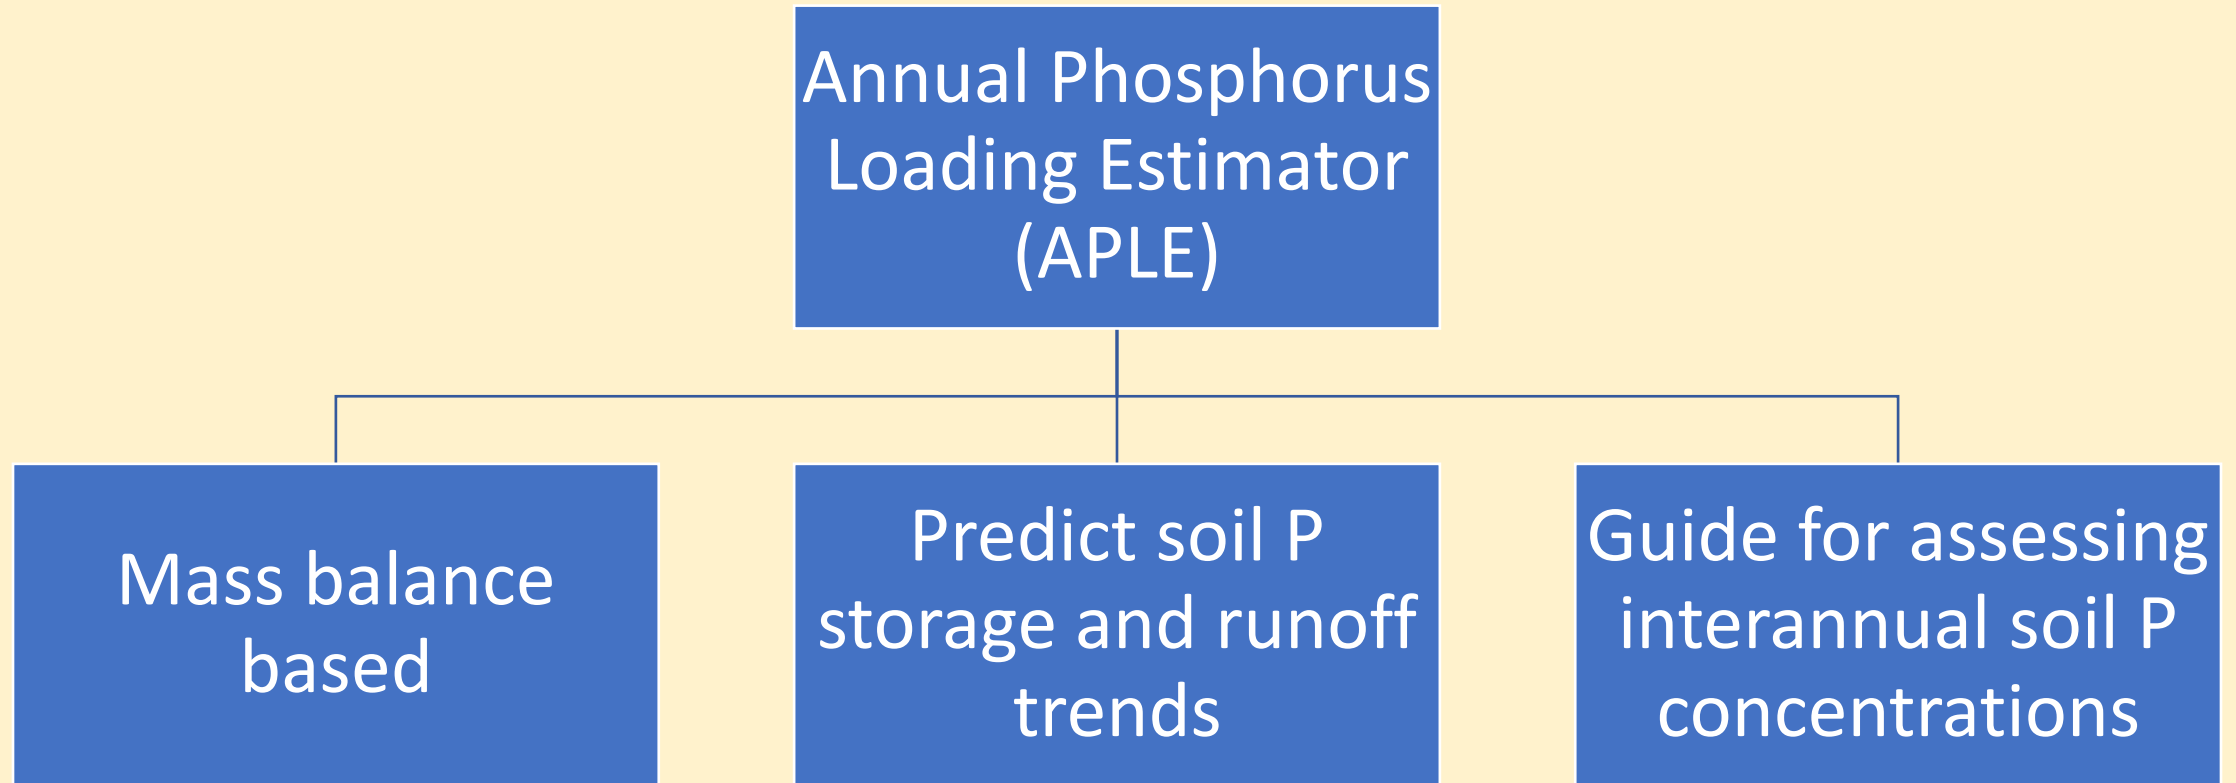 Annual Phosphorus
Loading Estimator
(APLE)
Mass balance
based
Predict soil P
storage and runoff
trends
Guide for assessing
interannual soil P
concentrations